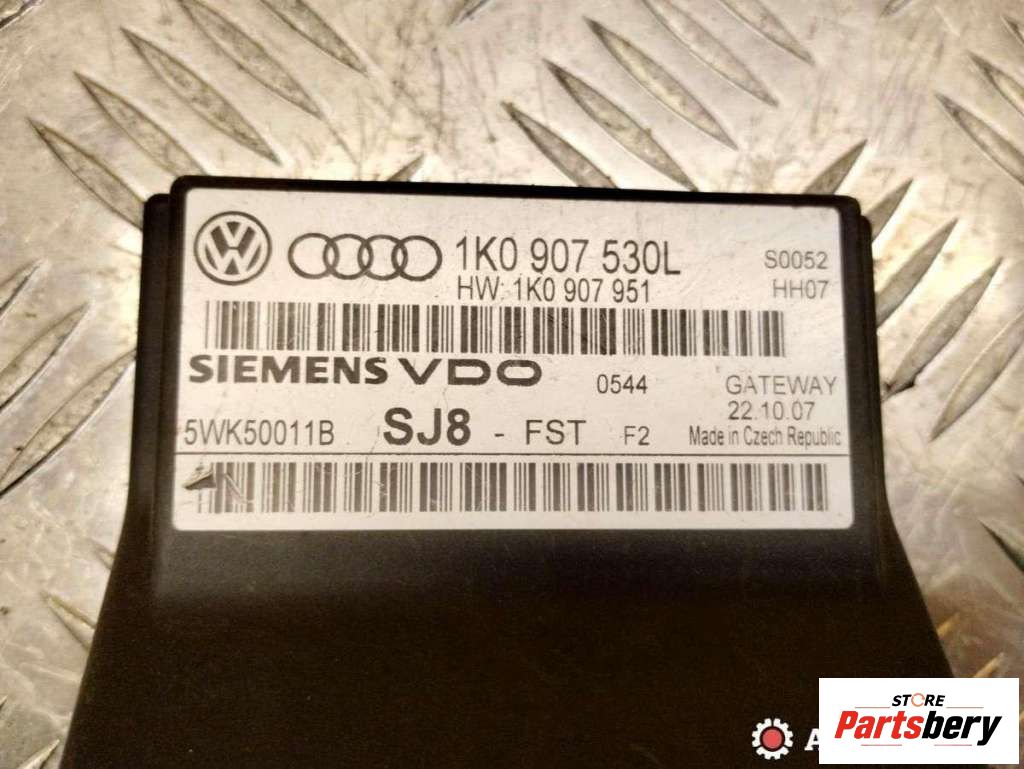 1K0 907 530L S0052
HW: 1K0 907 951 HH07
SIEMENS VDO 0544 GATEWAY
22.10.07
5WK50011B SJ8 - FST F2 Made in Czech Republic
STORE
Partsbery